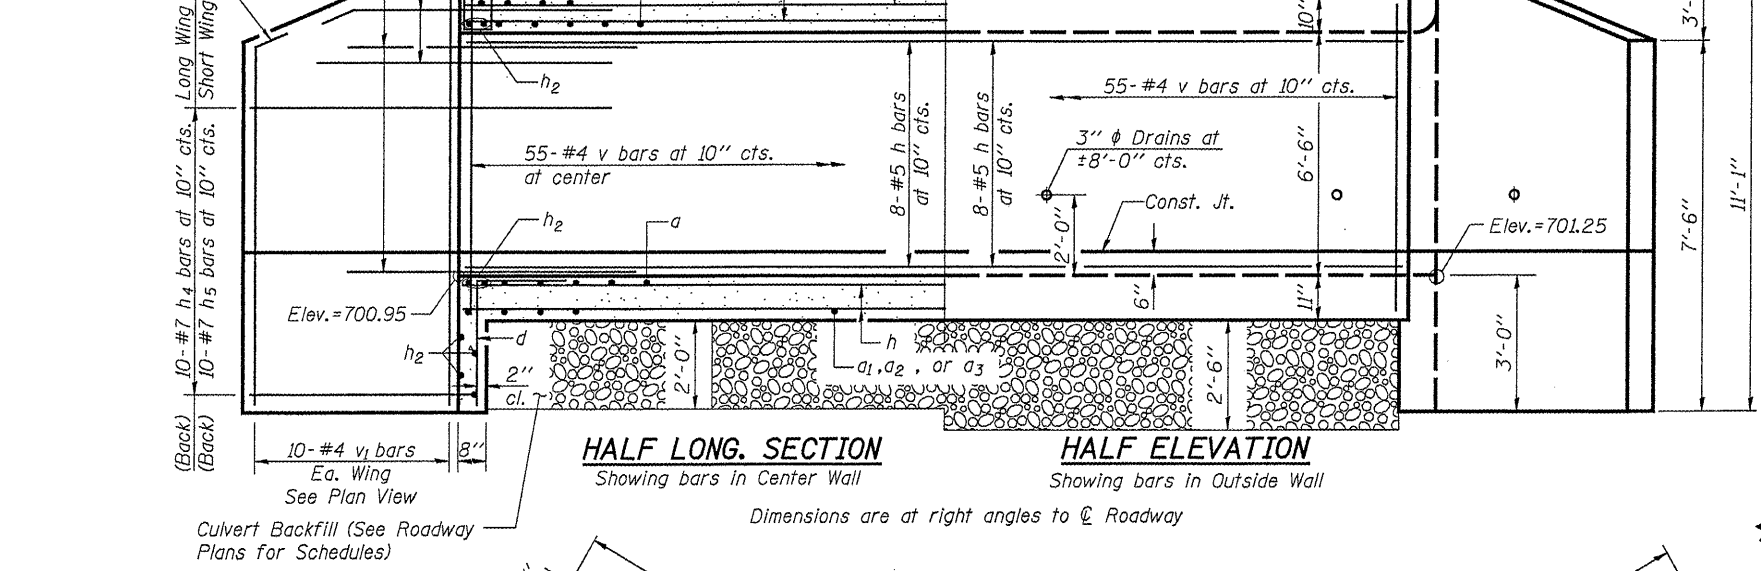 Long Wing
Short Wing
10-#7 h4 bars at 10" cts.
10-#7 h5 bars at 10" cts.
(Back)
(Back)
h2
10"
3'-
55-#4 v bars at 10" cts.
8-#5 h bars
at 10" cts.
8-#5 h bars
at 10" cts.
3" ϕ Drains at
±8'-0" cts.
6'-6"
55-#4 v bars at 10" cts.
at center
h2
a
Const. Jt.
2'-0"
Elev.=701.25
7'-6"
11'-1"
Elev.=700.95
6"
11"
h2
d
h
a1,a2 , or a3
2'-0"
2'-6"
3'-0"
2"
cl.
10-#4 v1 bars
Ea. Wing
See Plan View
8"
HALF LONG. SECTION
Showing bars in Center Wall
HALF ELEVATION
Showing bars in Outside Wall
Dimensions are at right angles to ℄ Roadway
Culvert Backfill (See Roadway
Plans for Schedules)